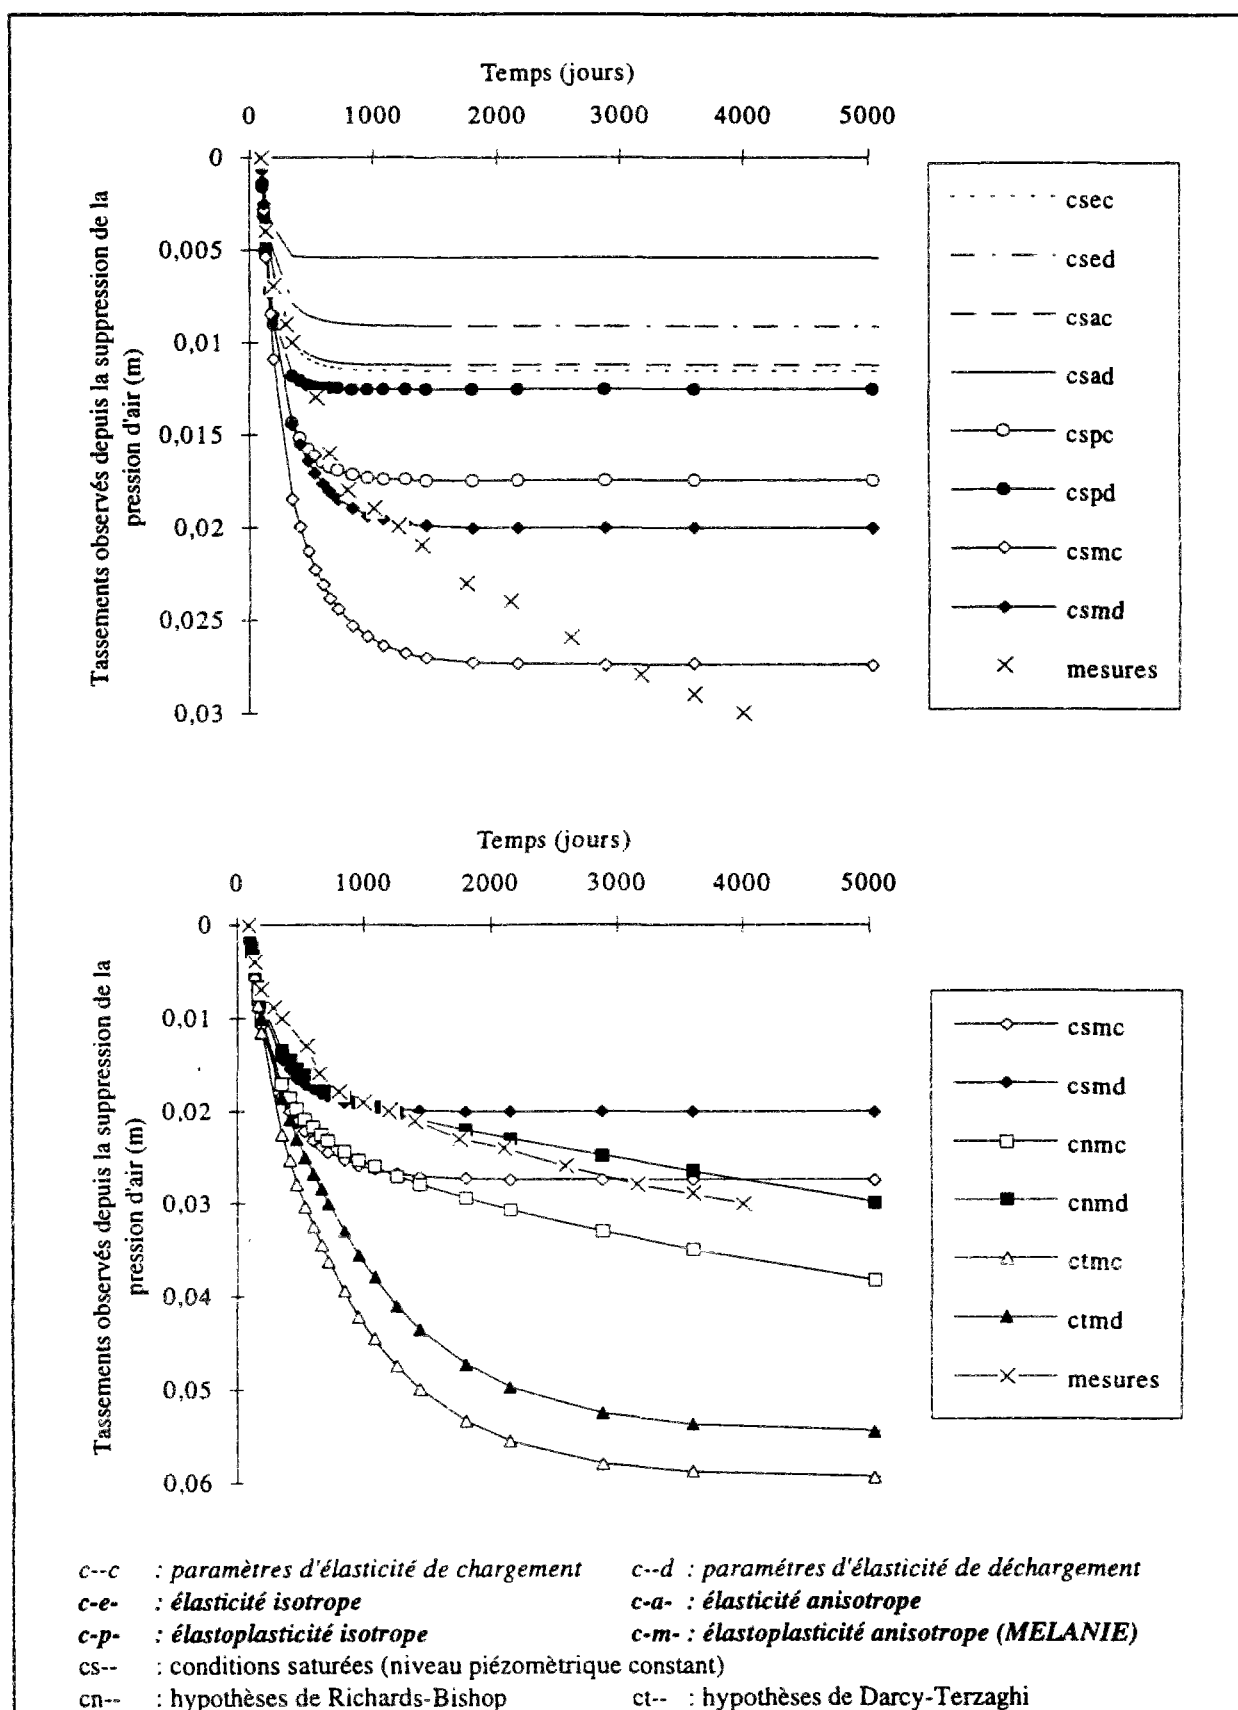 Temps (jours)
0 1000 2000 3000 4000 5000
Tassements observés depuis la suppression de la
pression d'air (m)
0
0,005
0,01
0,015
0,02
0,025
0,03
csec
csed
csac
csad
cspc
cspd
csmc
csmd
mesures
Temps (jours)
0 1000 2000 3000 4000 5000
Tassements observés depuis la suppression de la
pression d'air (m)
0
0,01
0,02
0,03
0,04
0,05
0,06
csmc
csmd
cnmc
cnmd
ctmc
ctmd
mesures
c--c : paramètres d'élasticité de chargement c--d : paramétres d'élasticité de déchargement
c-e- : élasticité isotrope c-a- : élasticité anisotrope
c-p- : élastoplasticité isotrope c-m- : élastoplasticité anisotrope (MELANIE)
cs-- : conditions saturées (niveau piézomètrique constant)
cn-- : hypothèses de Richards-Bishop ct-- : hypothèses de Darcy-Terzaghi